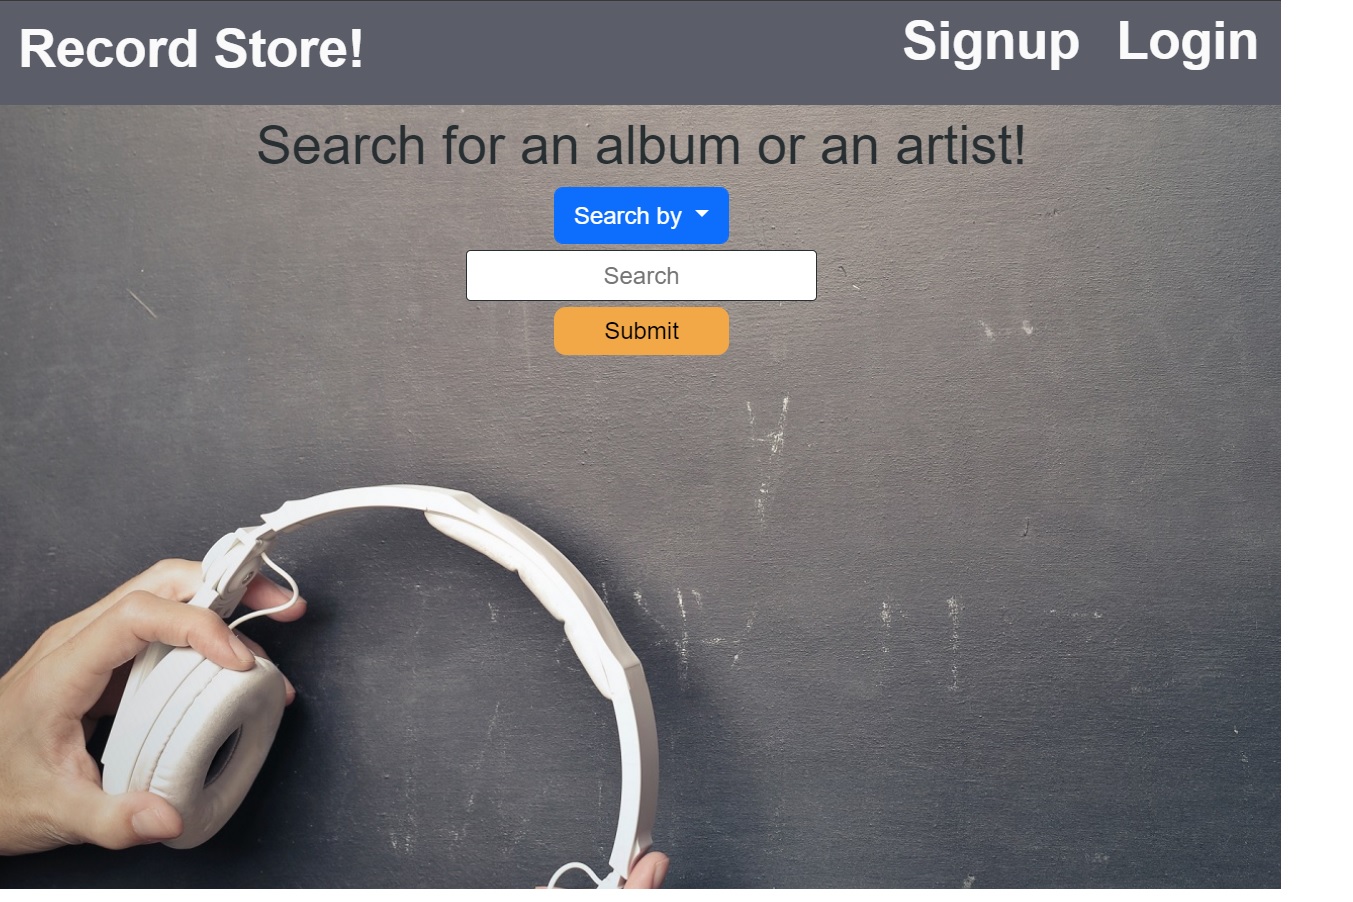 Record Store!
Signup Login
Search for an album or an artist!
Search by
Search
Submit